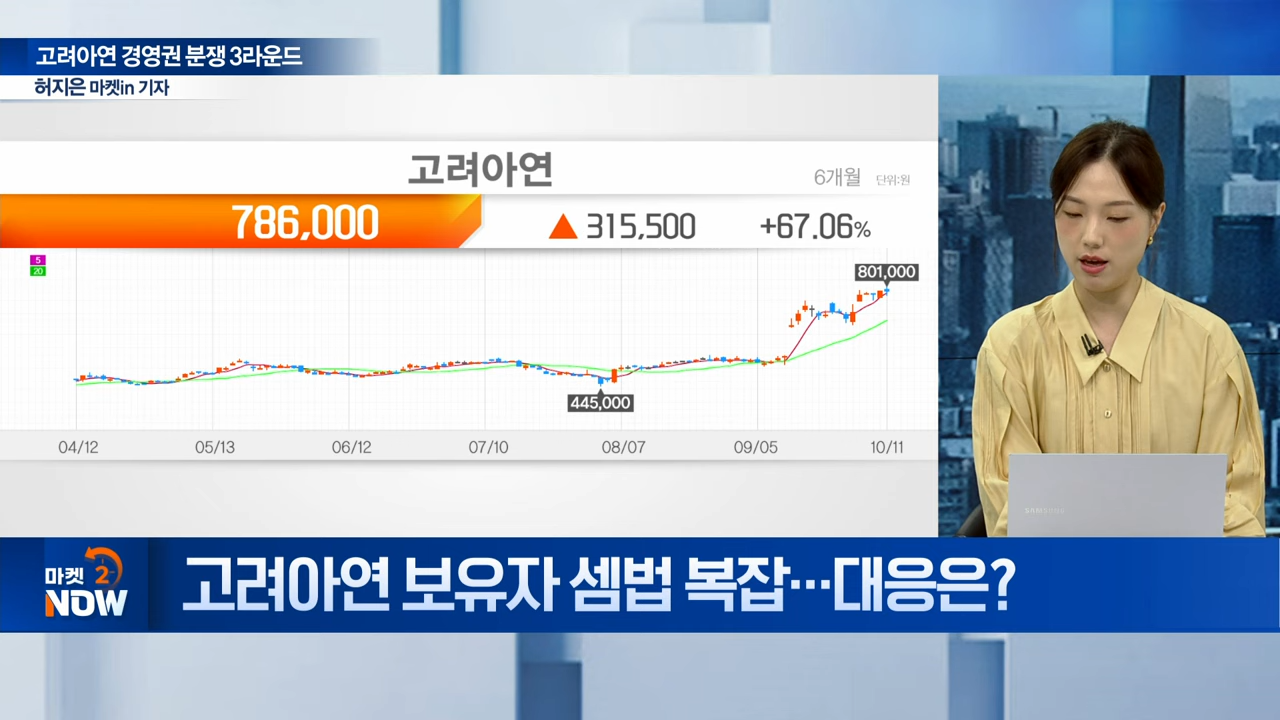 고려아연 경영권 분쟁 3라운드
허지은 마켓in 기자
고려아연
6개월 단위:원
786,000 ▲ 315,500 +67.06%
5
20
801,000
445,000
04/12 05/13 06/12 07/10 08/07 09/05 10/11
SAMSUNG
마켓 2
NOW
고려아연 보유자 셈법 복잡…대응은?